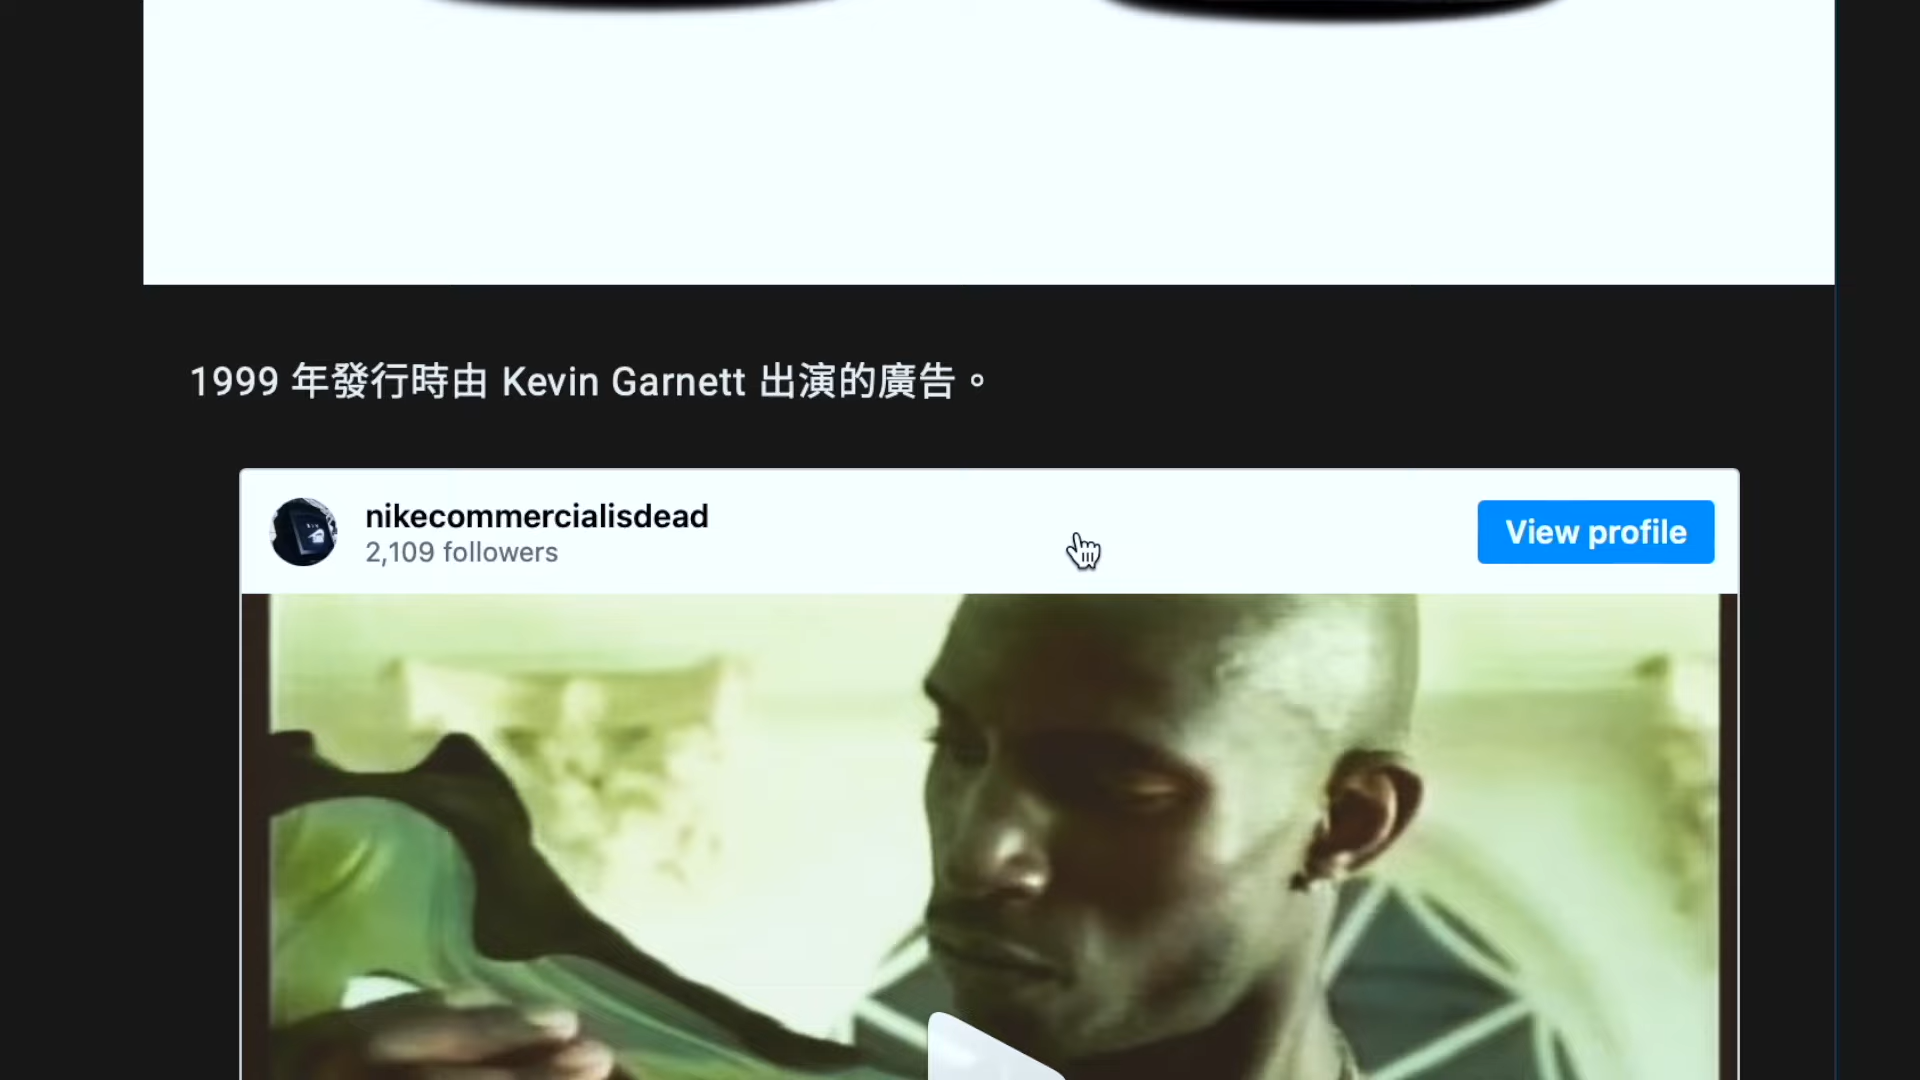 1999 年發行時由 Kevin Garnett 出演的廣告。
nikecommercialisdead
2,109 followers
View profile